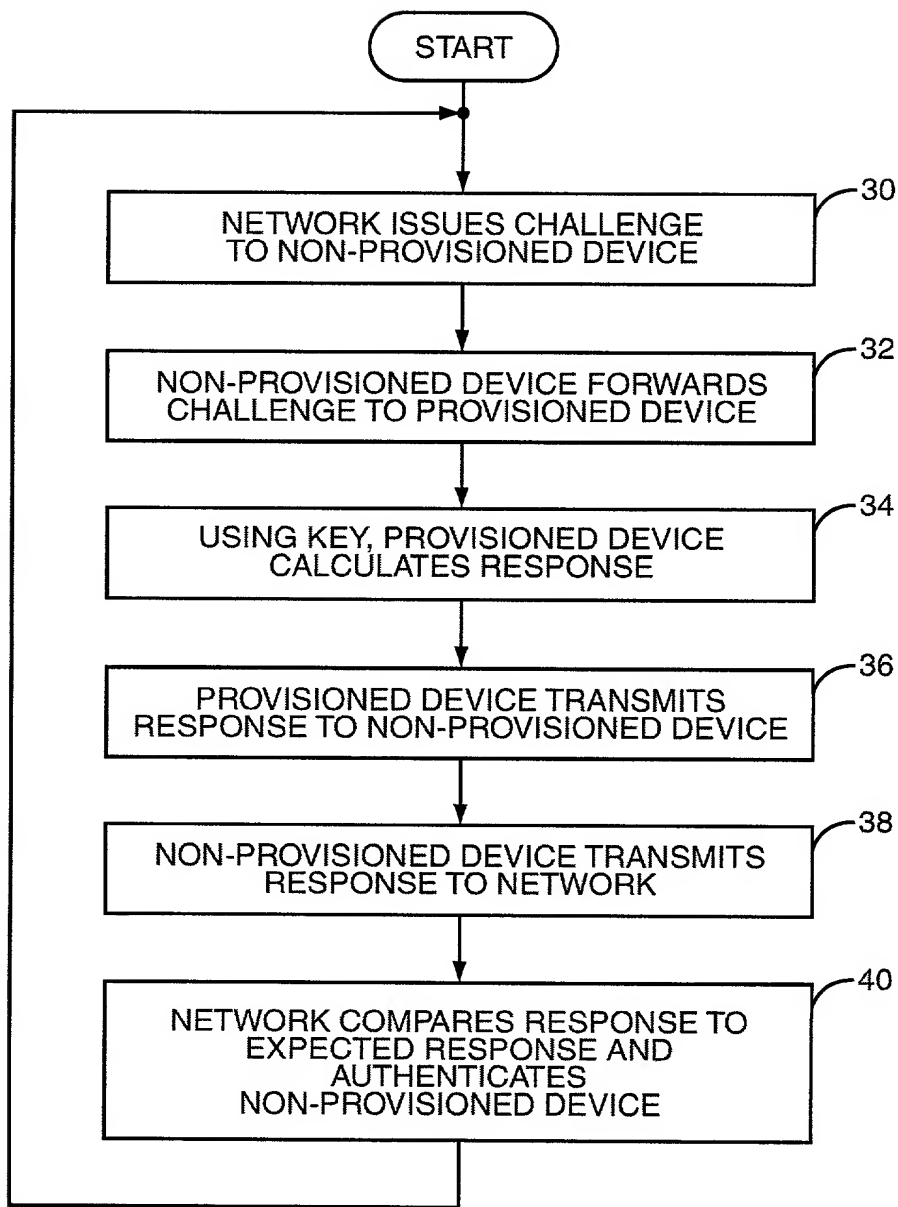 START
30
NETWORK ISSUES CHALLENGE
TO NON-PROVISIONED DEVICE
32
NON-PROVISIONED DEVICE FORWARDS
CHALLENGE TO PROVISIONED DEVICE
34
USING KEY, PROVISIONED DEVICE
CALCULATES RESPONSE
36
PROVISIONED DEVICE TRANSMITS
RESPONSE TO NON-PROVISIONED DEVICE
38
NON-PROVISIONED DEVICE TRANSMITS
RESPONSE TO NETWORK
40
NETWORK COMPARES RESPONSE TO
EXPECTED RESPONSE AND
AUTHENTICATES
NON-PROVISIONED DEVICE